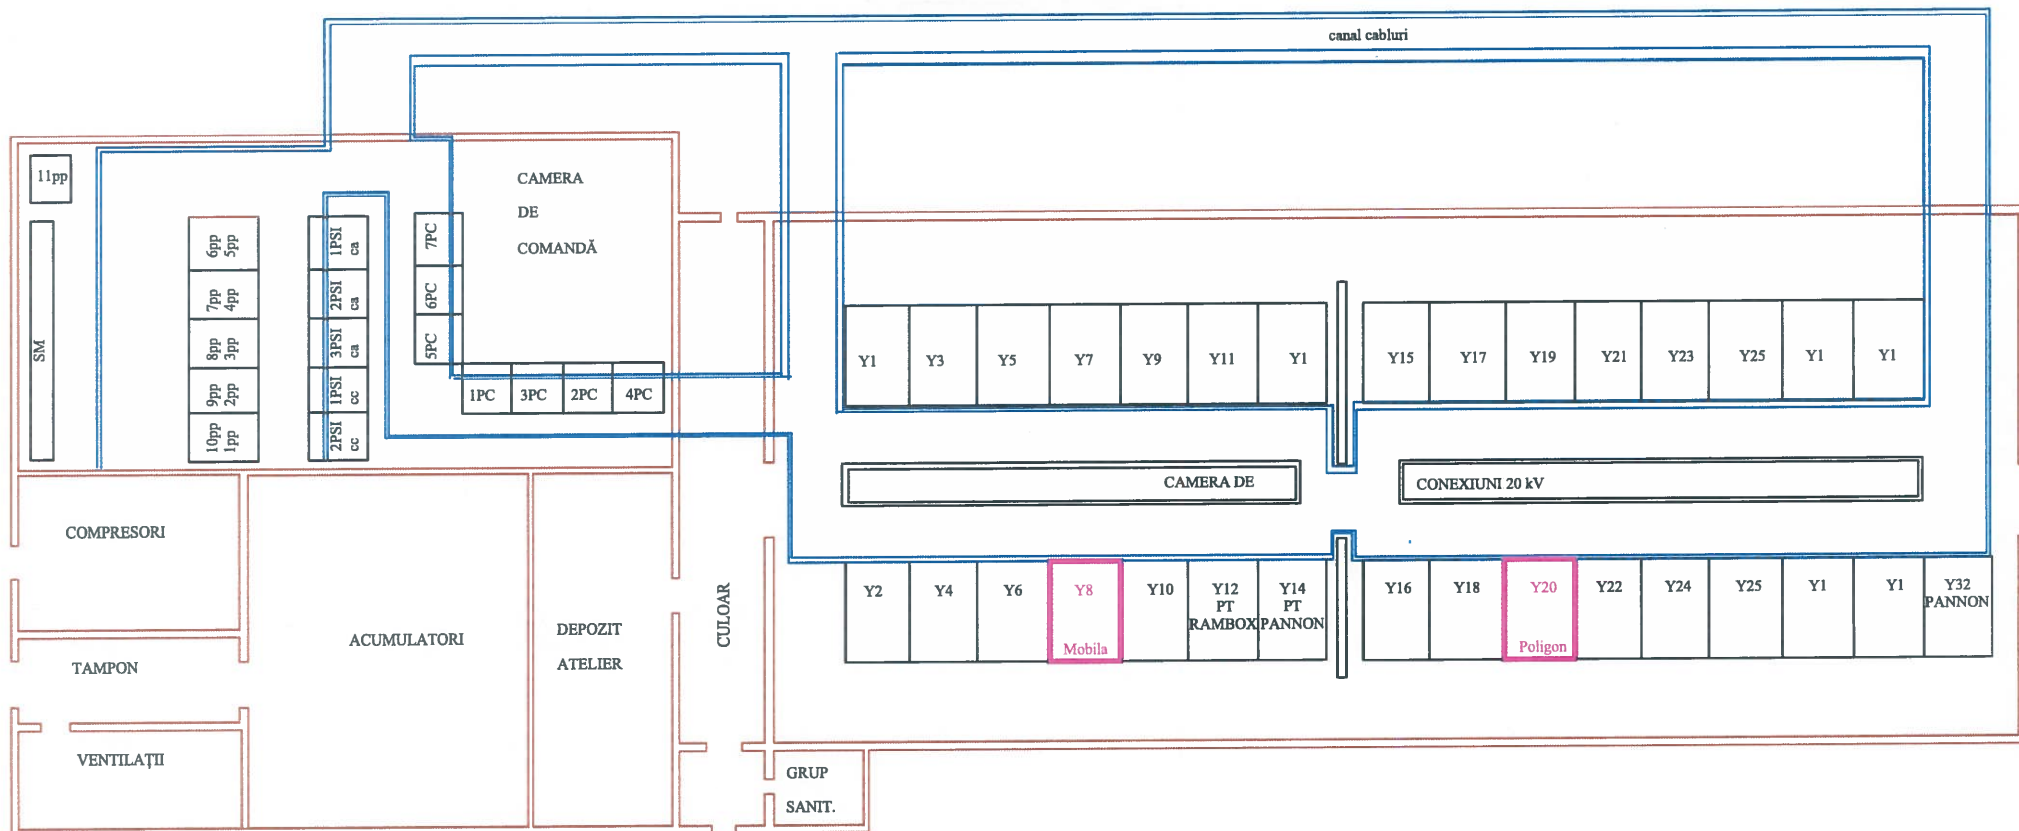 canal cabluri
11pp
SM
6pp
5pp
7pp
4pp
8pp
3pp
9pp
2pp
10pp
1pp
1PSI
ca
2PSI
ca
3PSI
ca
1PSI
cc
2PSI
cc
7PC
6PC
5PC
CAMERA
DE
COMANDĂ
1PC
3PC
2PC
4PC
Y1
Y3
Y5
Y7
Y9
Y11
Y1
Y15
Y17
Y19
Y21
Y23
Y25
Y1
Y1
CAMERA DE
CONEXIUNI 20 kV
Y2
Y4
Y6
Y8
Mobila
Y10
Y12
PT
RAMBOX
Y14
PT
PANNON
Y16
Y18
Y20
Poligon
Y22
Y24
Y25
Y1
Y1
Y32
PANNON
COMPRESORI
TAMPON
VENTILAȚII
ACUMULATORI
DEPOZIT
ATELIER
CULOAR
GRUP
SANIT.